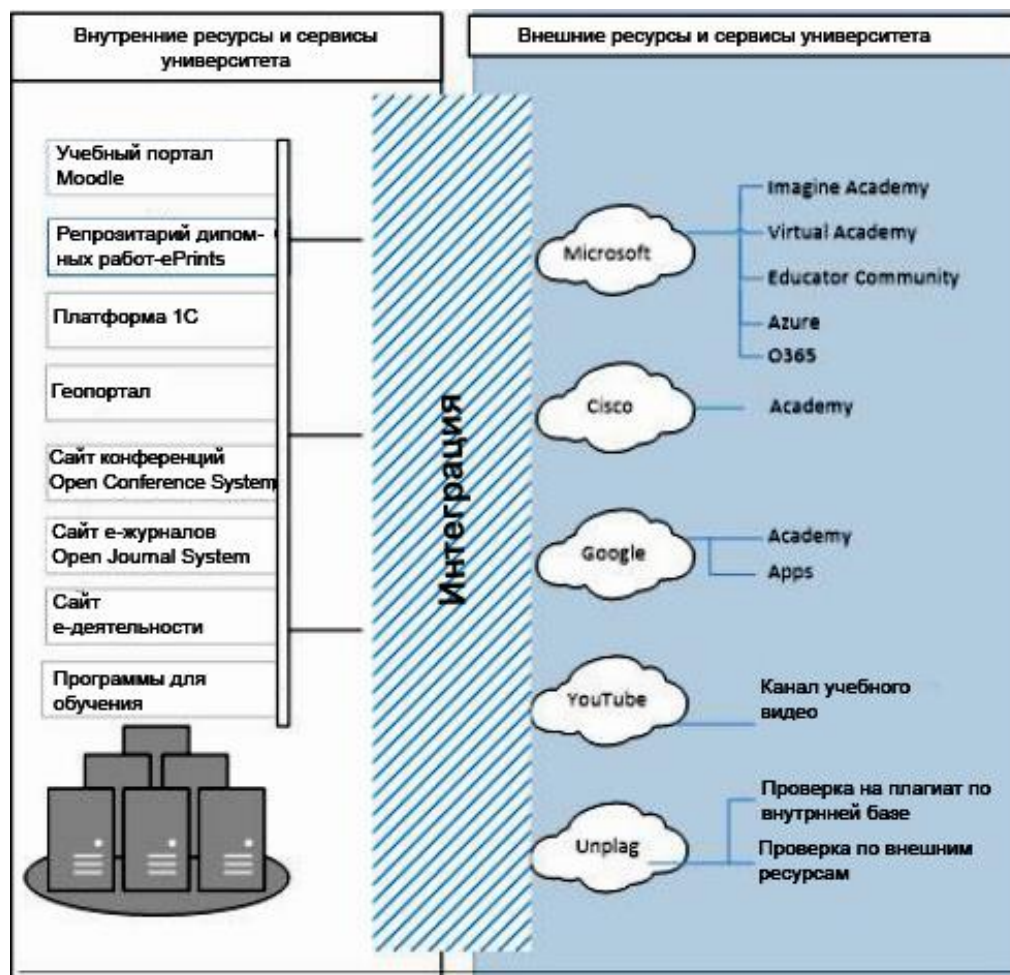 Внутренние ресурсы и сервисы
университета
Внешние ресурсы и сервисы университета
Учебный портал
Moodle
Репрозитарий дипом-
ных работ-ePrints
Платформа 1С
Геопортал
Сайт конференций
Open Conference System
Сайт е-журналов
Open Journal System
Сайт
е-деятельности
Программы для
обучения
Интеграция
Microsoft
Imagine Academy
Virtual Academy
Educator Community
Azure
O365
Cisco
Academy
Google
Academy
Apps
YouTube
Канал учебного
видео
Unplag
Проверка на плагиат по
внутрнней базе
Проверка по внешним
ресурсам